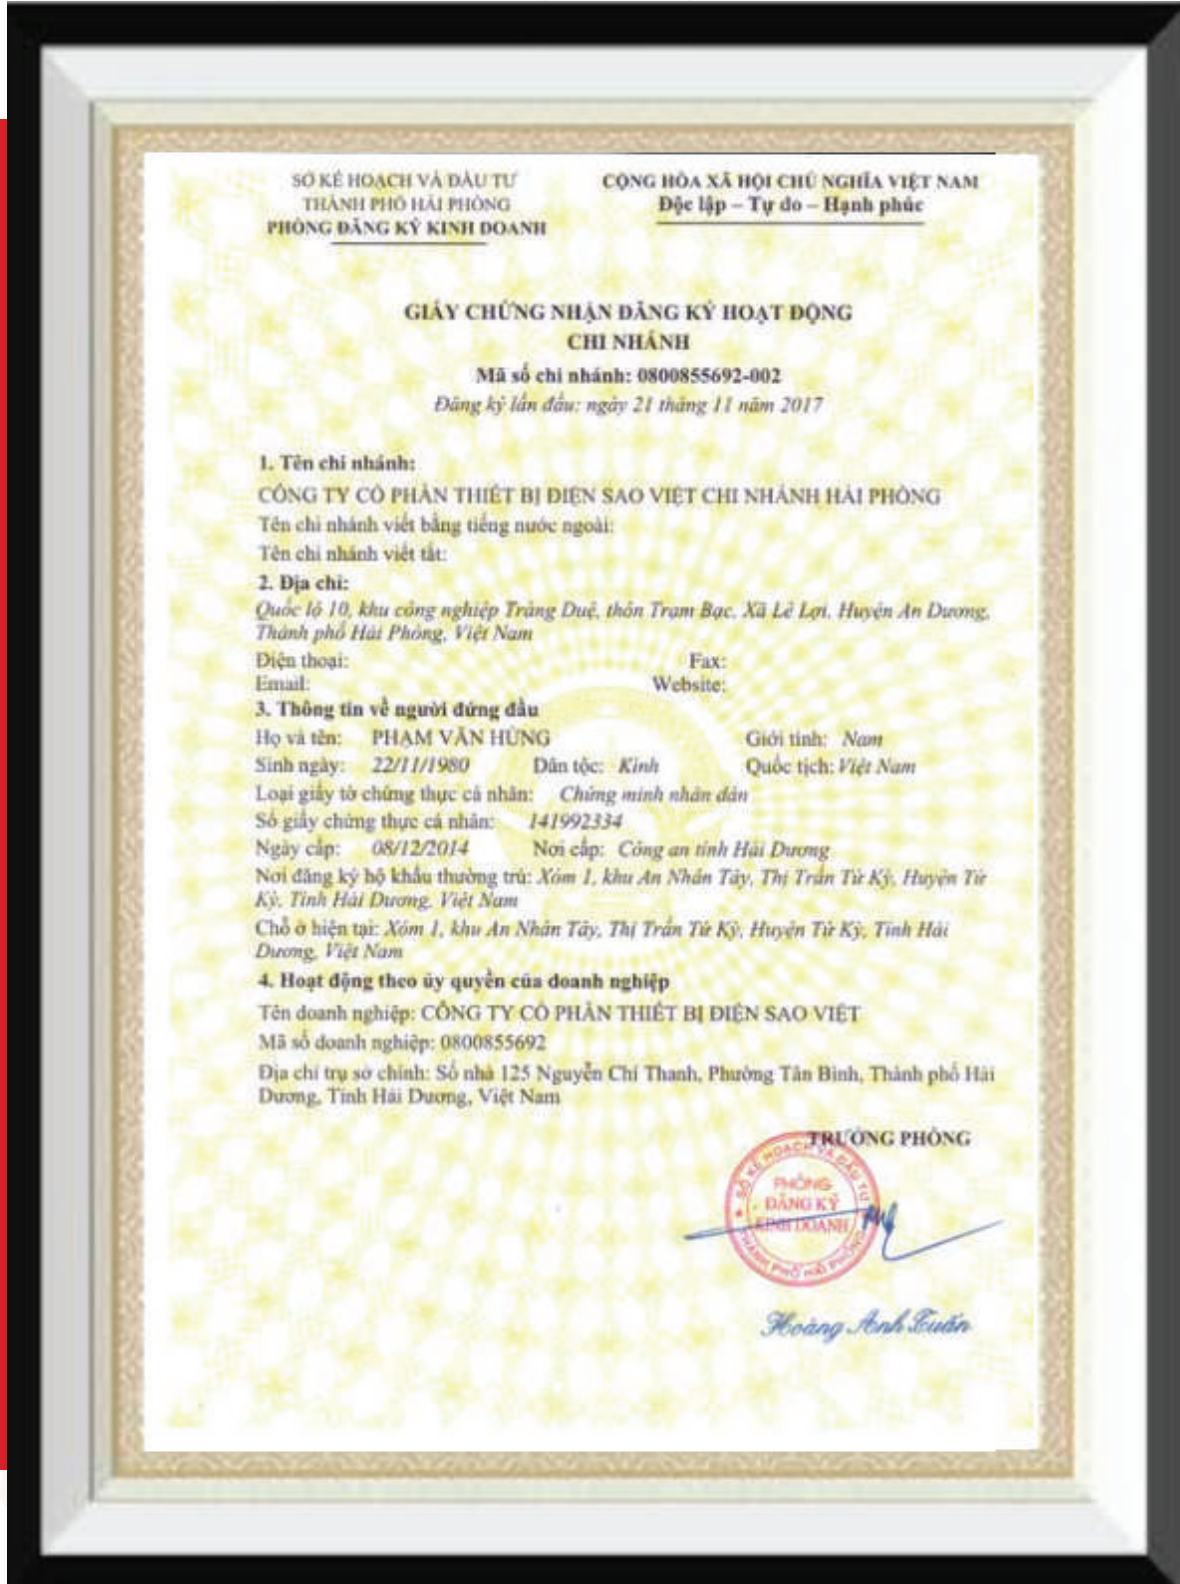 SỞ KẾ HOẠCH VÀ ĐẦU TƯ
THÀNH PHỐ HẢI PHÒNG
PHÒNG ĐĂNG KÝ KINH DOANH
CỘNG HÒA XÃ HỘI CHỦ NGHĨA VIỆT NAM
Độc lập – Tự do – Hạnh phúc
GIẤY CHỨNG NHẬN ĐĂNG KÝ HOẠT ĐỘNG
CHI NHÁNH
Mã số chi nhánh: 0800855692-002
Đăng ký lần đầu: ngày 21 tháng 11 năm 2017
1. Tên chi nhánh:
CÔNG TY CỔ PHẦN THIẾT BỊ ĐIỆN SAO VIỆT CHI NHÁNH HẢI PHÒNG
Tên chi nhánh viết bằng tiếng nước ngoài:
Tên chi nhánh viết tắt:
2. Địa chỉ:
Quốc lộ 10, khu công nghiệp Tràng Duệ, thôn Trạm Bạc, Xã Lê Lợi, Huyện An Dương,
Thành phố Hải Phòng, Việt Nam
Điện thoại: Fax:
Email: Website:
3. Thông tin về người đứng đầu
Họ và tên: PHẠM VĂN HÙNG Giới tính: Nam
Sinh ngày: 22/11/1980 Dân tộc: Kinh Quốc tịch: Việt Nam
Loại giấy tờ chứng thực cá nhân: Chứng minh nhân dân
Số giấy chứng thực cá nhân: 141992334
Ngày cấp: 08/12/2014 Nơi cấp: Công an tỉnh Hải Dương
Nơi đăng ký hộ khẩu thường trú: Xóm 1, khu An Nhân Tây, Thị Trấn Tứ Kỳ, Huyện Tứ
Kỳ, Tỉnh Hải Dương, Việt Nam
Chỗ ở hiện tại: Xóm 1, khu An Nhân Tây, Thị Trấn Tứ Kỳ, Huyện Tứ Kỳ, Tỉnh Hải
Dương, Việt Nam
4. Hoạt động theo ủy quyền của doanh nghiệp
Tên doanh nghiệp: CÔNG TY CỔ PHẦN THIẾT BỊ ĐIỆN SAO VIỆT
Mã số doanh nghiệp: 0800855692
Địa chỉ trụ sở chính: Số nhà 125 Nguyễn Chí Thanh, Phường Tân Bình, Thành phố Hải
Dương, Tỉnh Hải Dương, Việt Nam
TRƯỞNG PHÒNG
SỞ KẾ HOẠCH VÀ ĐẦU TƯ
PHÒNG
ĐĂNG KÝ
KINH DOANH
THÀNH PHỐ HẢI PHÒNG
Hoàng Anh Tuấn